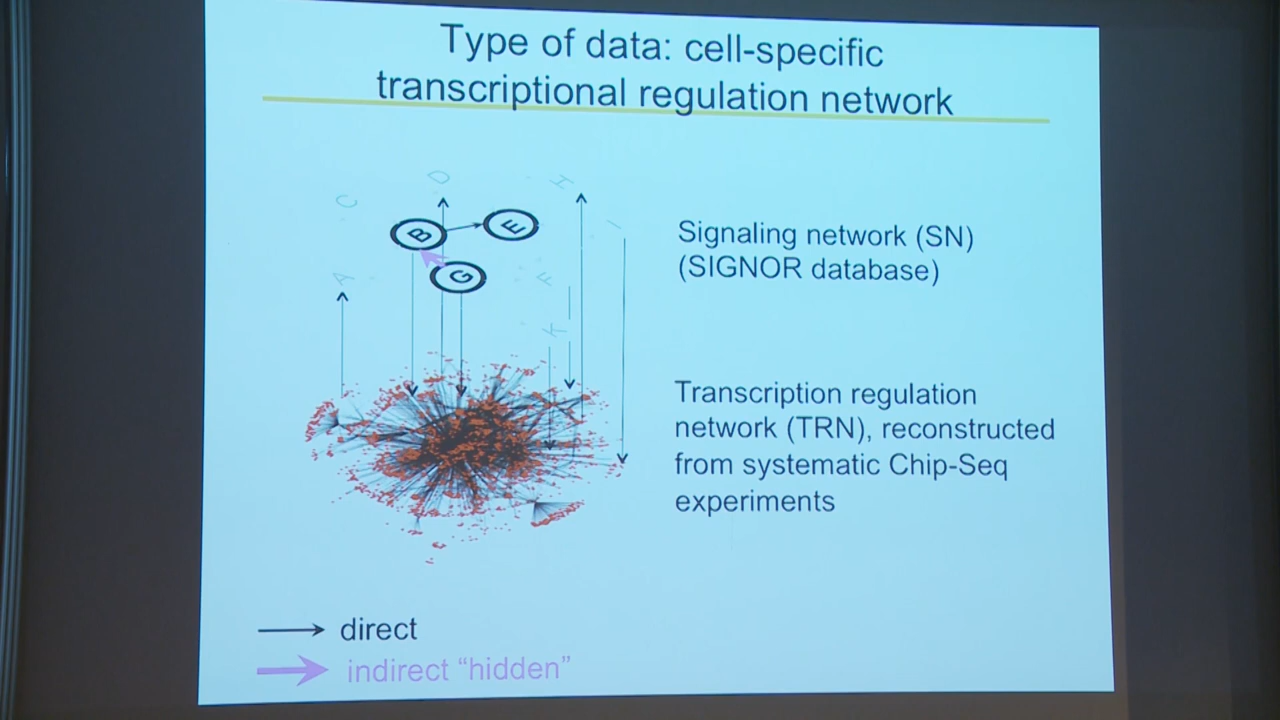 Type of data: cell-specific
transcriptional regulation network
C
D
H
B
E
I
A
G
F
K
Signaling network (SN)
(SIGNOR database)
Transcription regulation
network (TRN), reconstructed
from systematic Chip-Seq
experiments
direct
indirect "hidden"